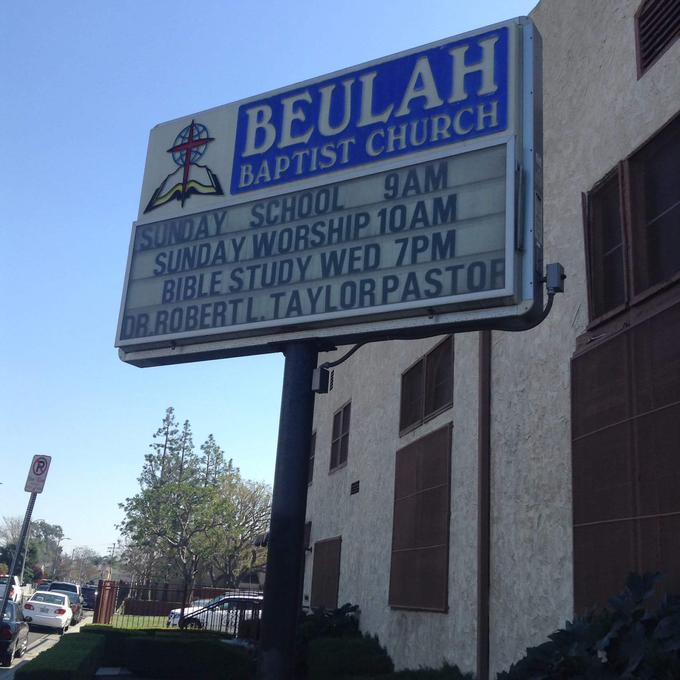 BEULAH
BAPTIST CHURCH
SUNDAY SCHOOL 9AM
SUNDAY WORSHIP 10AM
BIBLE STUDY WED 7PM
DR.ROBERT L. TAYLOR PASTOR